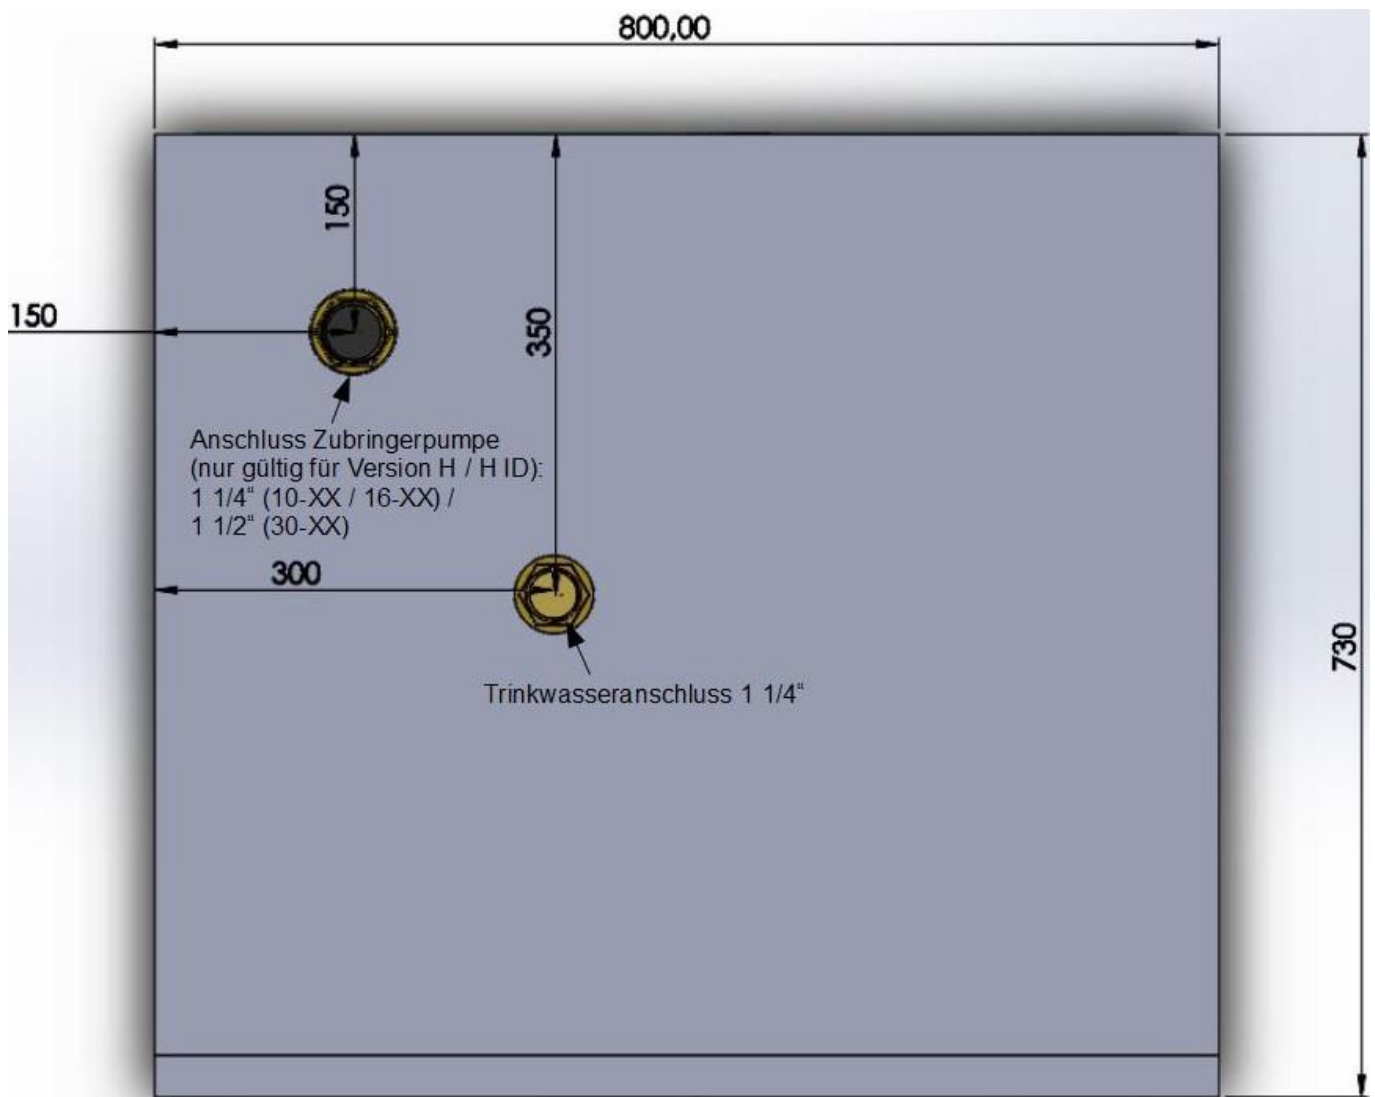 800,00
150
150
350
Anschluss Zubringerpumpe
(nur gültig für Version H / H ID):
1 1/4“ (10-XX / 16-XX) /
1 1/2“ (30-XX)
300
730
Trinkwasseranschluss 1 1/4“